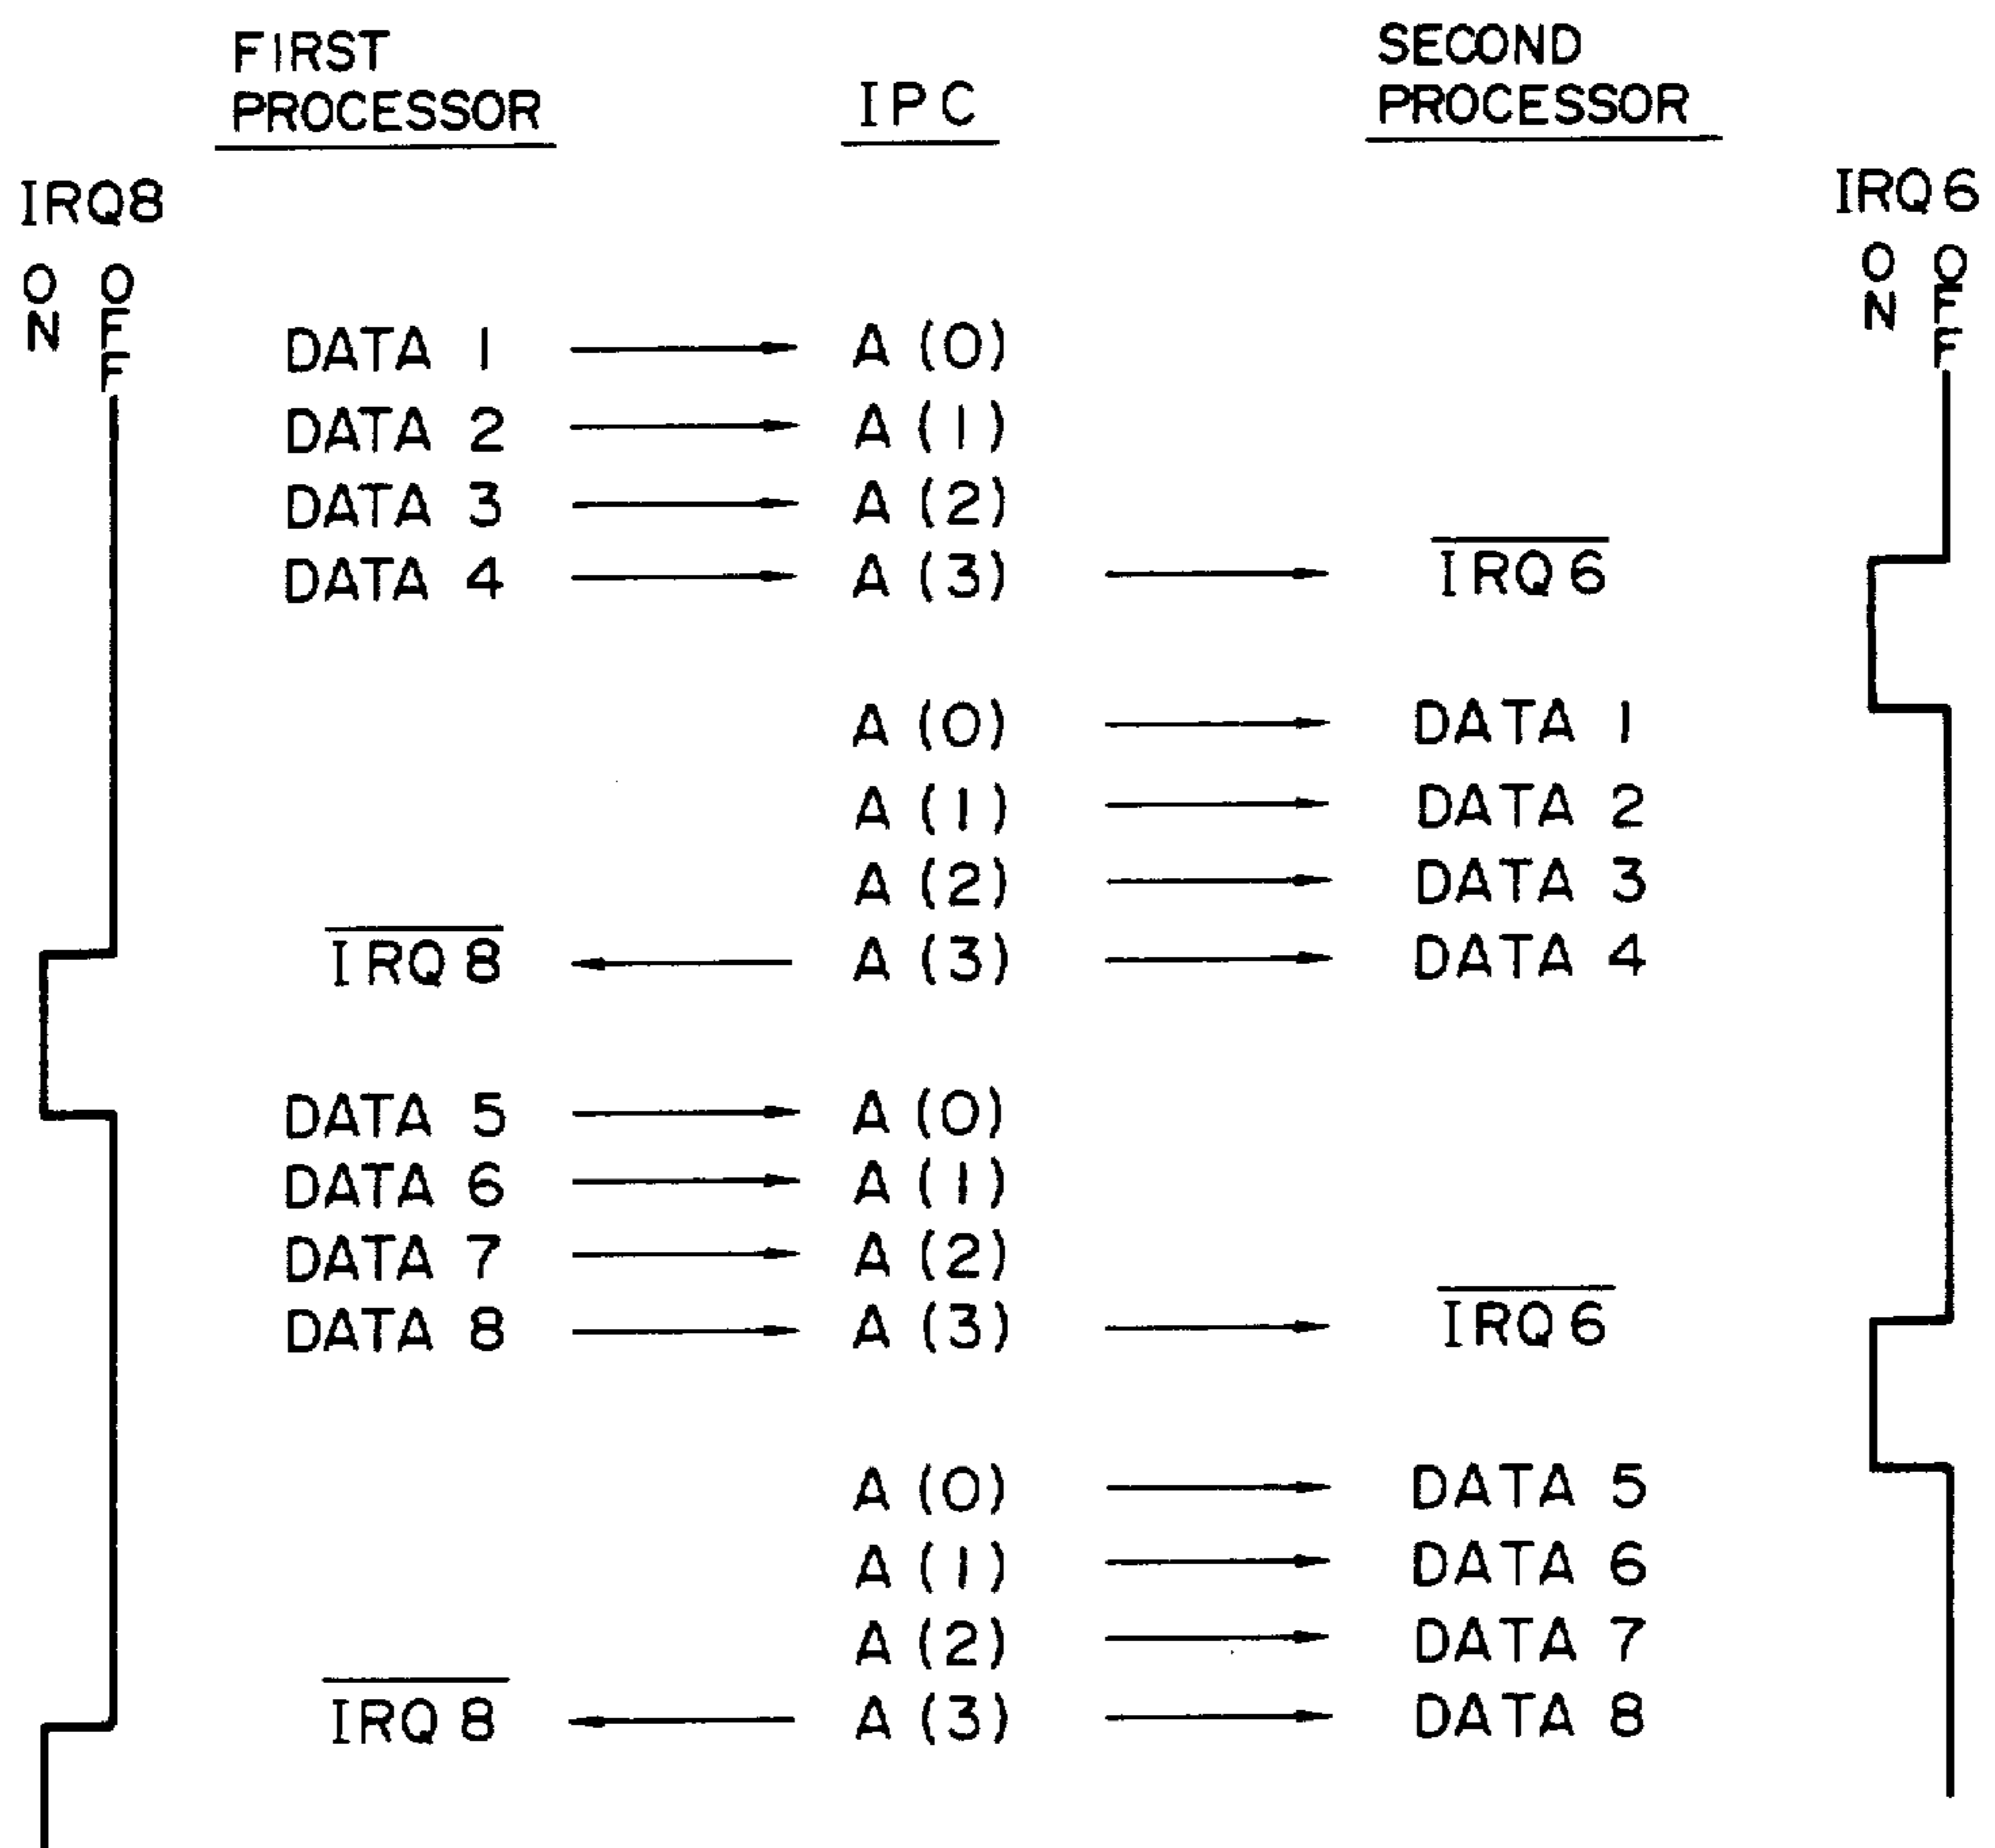 FIRST PROCESSOR
IPC
SECOND PROCESSOR
IRQ8
IRQ6
ON OFF
ON OFF
DATA 1 A (0)
DATA 2 A (1)
DATA 3 A (2)
DATA 4 A (3) IRQ6
A (0) DATA 1
A (1) DATA 2
A (2) DATA 3
IRQ8 A (3) DATA 4
DATA 5 A (0)
DATA 6 A (1)
DATA 7 A (2)
DATA 8 A (3) IRQ6
A (0) DATA 5
A (1) DATA 6
A (2) DATA 7
IRQ8 A (3) DATA 8